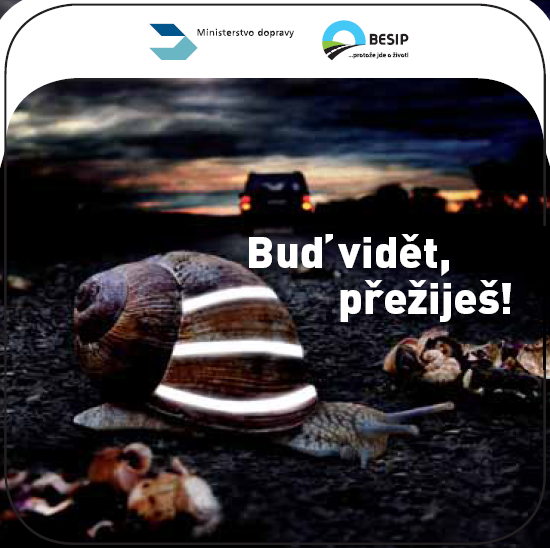 Ministerstvo dopravy
BESIP
...protože jde o život!
Buď vidět,
přežiješ!